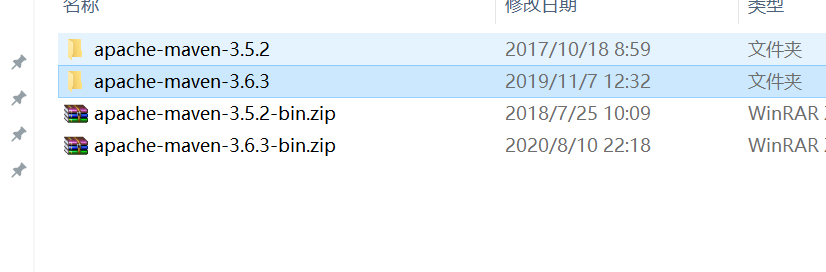 名称 修改日期 类型
apache-maven-3.5.2 2017/10/18 8:59 文件夹
apache-maven-3.6.3 2019/11/7 12:32 文件夹
apache-maven-3.5.2-bin.zip 2018/7/25 10:09 WinRAR
apache-maven-3.6.3-bin.zip 2020/8/10 22:18 WinRAR